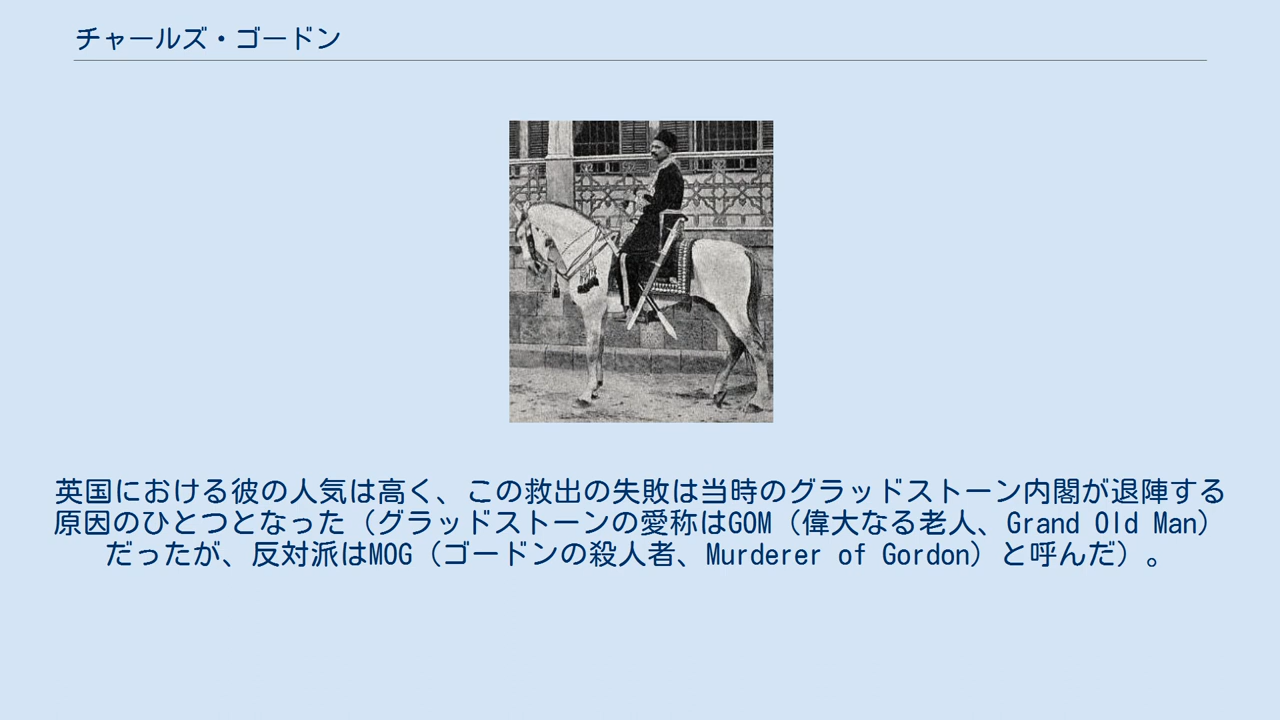 チャールズ・ゴードン
英国における彼の人気は高く、この救出の失敗は当時のグラッドストーン内閣が退陣する
原因のひとつとなった（グラッドストーンの愛称はGOM（偉大なる老人、Grand Old Man）
だったが、反対派はMOG（ゴードンの殺人者、Murderer of Gordon）と呼んだ）。